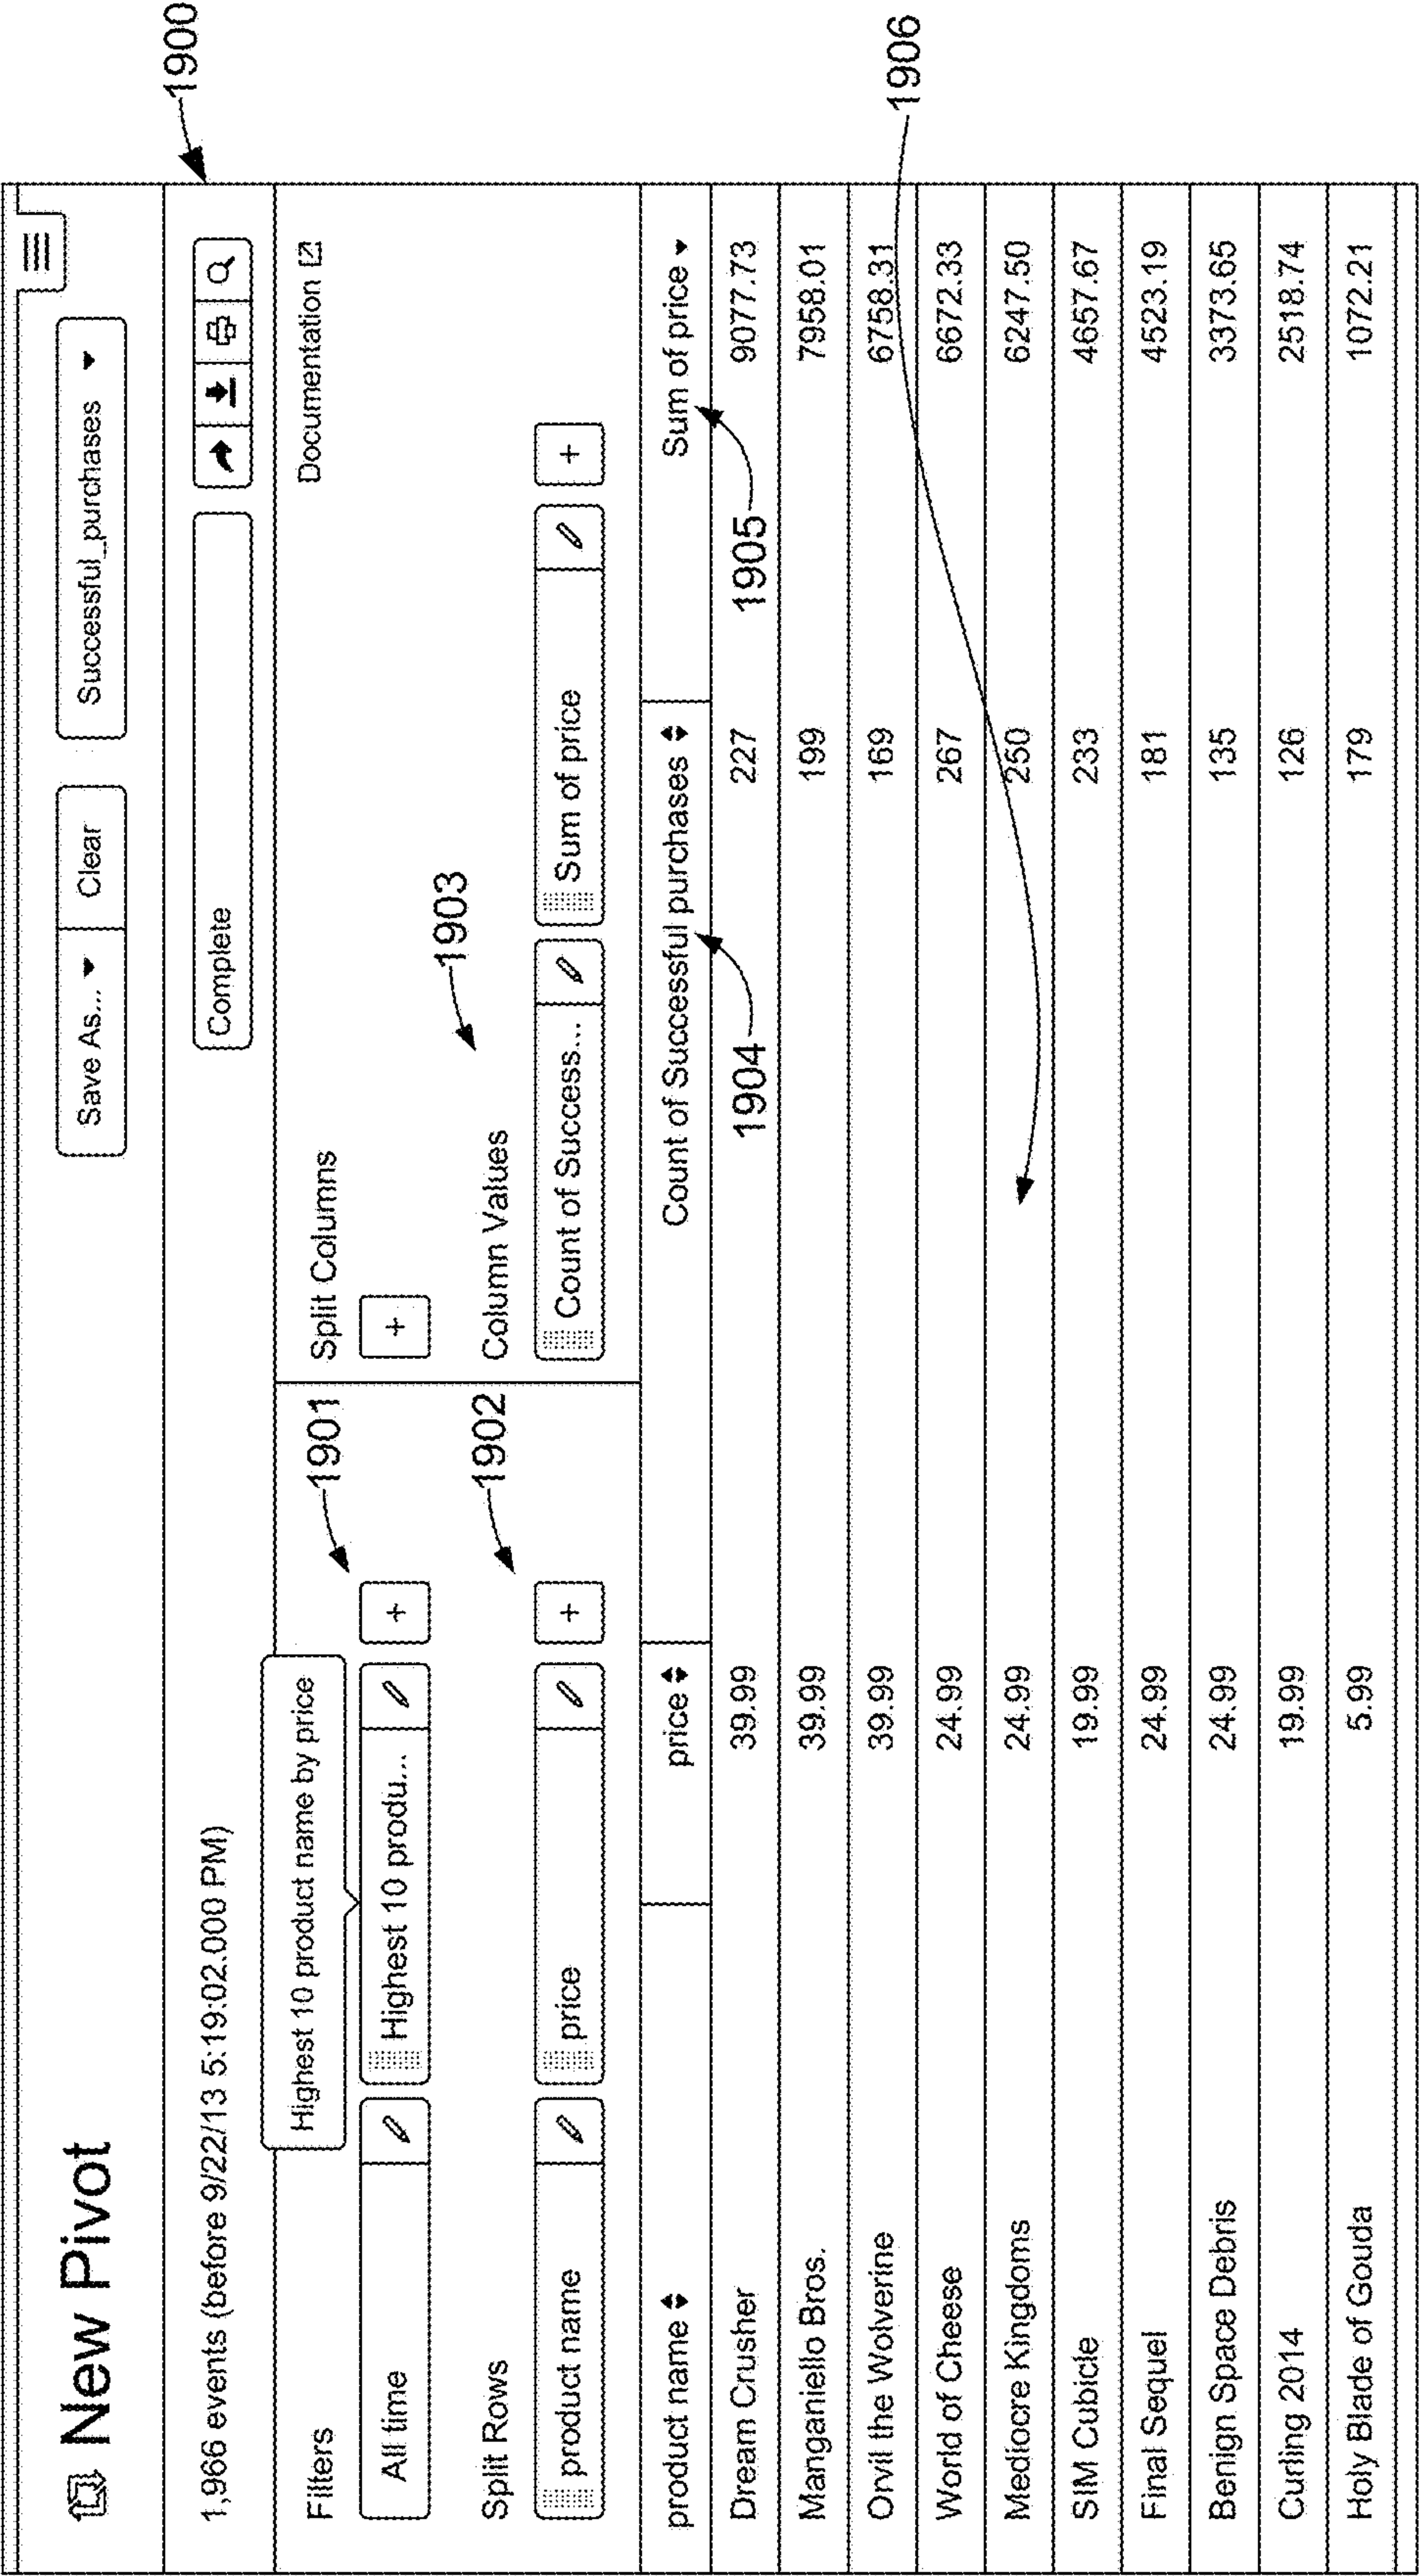 New Pivot
Save As... Clear Successful_purchases
1,966 events (before 9/22/13 5:19:02.000 PM) Complete
1900
Highest 10 product name by price
Filters 1901 Split Columns Documentation
All time Highest 10 produ... + +
Split Rows 1902 Column Values 1903
product name price + Count of Success... Sum of price +
product name price Count of Successful purchases Sum of price
1904 1905
Dream Crusher 39.99 227 9077.73
Manganiello Bros. 39.99 199 7958.01
Orvil the Wolverine 39.99 169 6758.31
1906
World of Cheese 24.99 267 6672.33
Mediocre Kingdoms 24.99 250 6247.50
SIM Cubicle 19.99 233 4657.67
Final Sequel 24.99 181 4523.19
Benign Space Debris 24.99 135 3373.65
Curling 2014 19.99 126 2518.74
Holy Blade of Gouda 5.99 179 1072.21